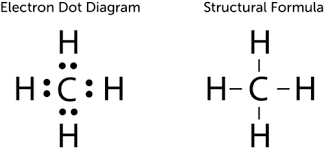 Electron Dot Diagram
Structural Formula
H
H C H
H
H
H – C – H
H